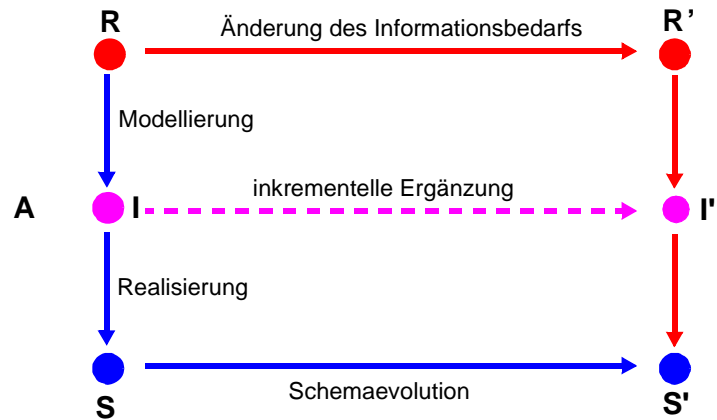 R
Änderung des Informationsbedarfs
R’
Modellierung
inkrementelle Ergänzung
A
I
I'
Realisierung
Schemaevolution
S
S'